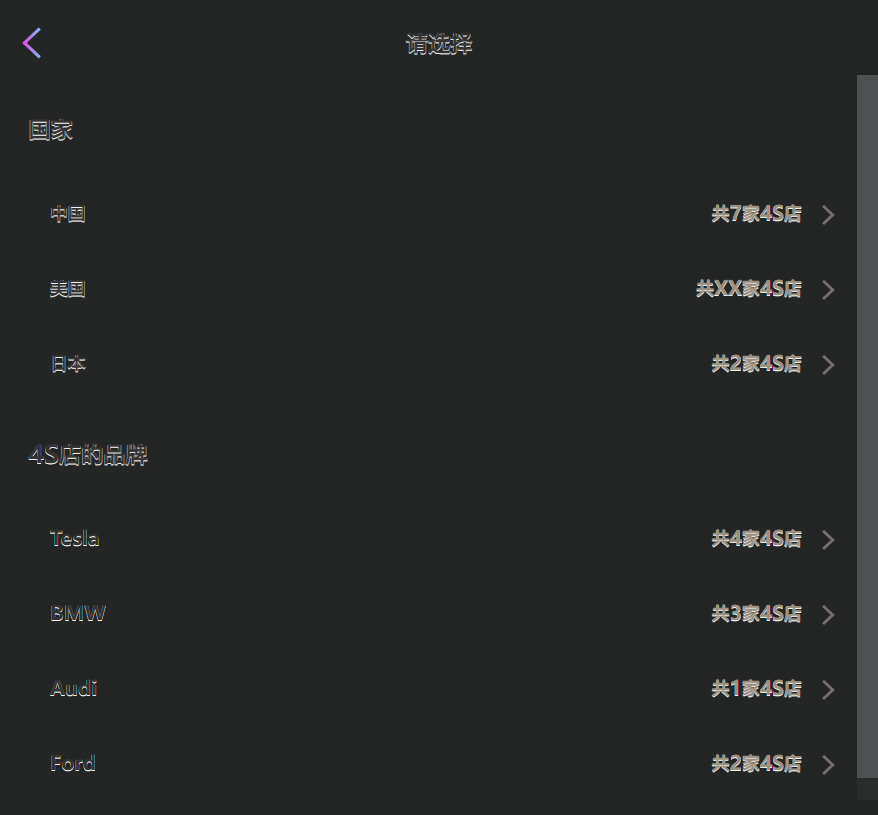 请选择
国家
中国 共7家4S店
美国 共XX家4S店
日本 共2家4S店
4S店的品牌
Tesla 共4家4S店
BMW 共3家4S店
Audi 共1家4S店
Ford 共2家4S店